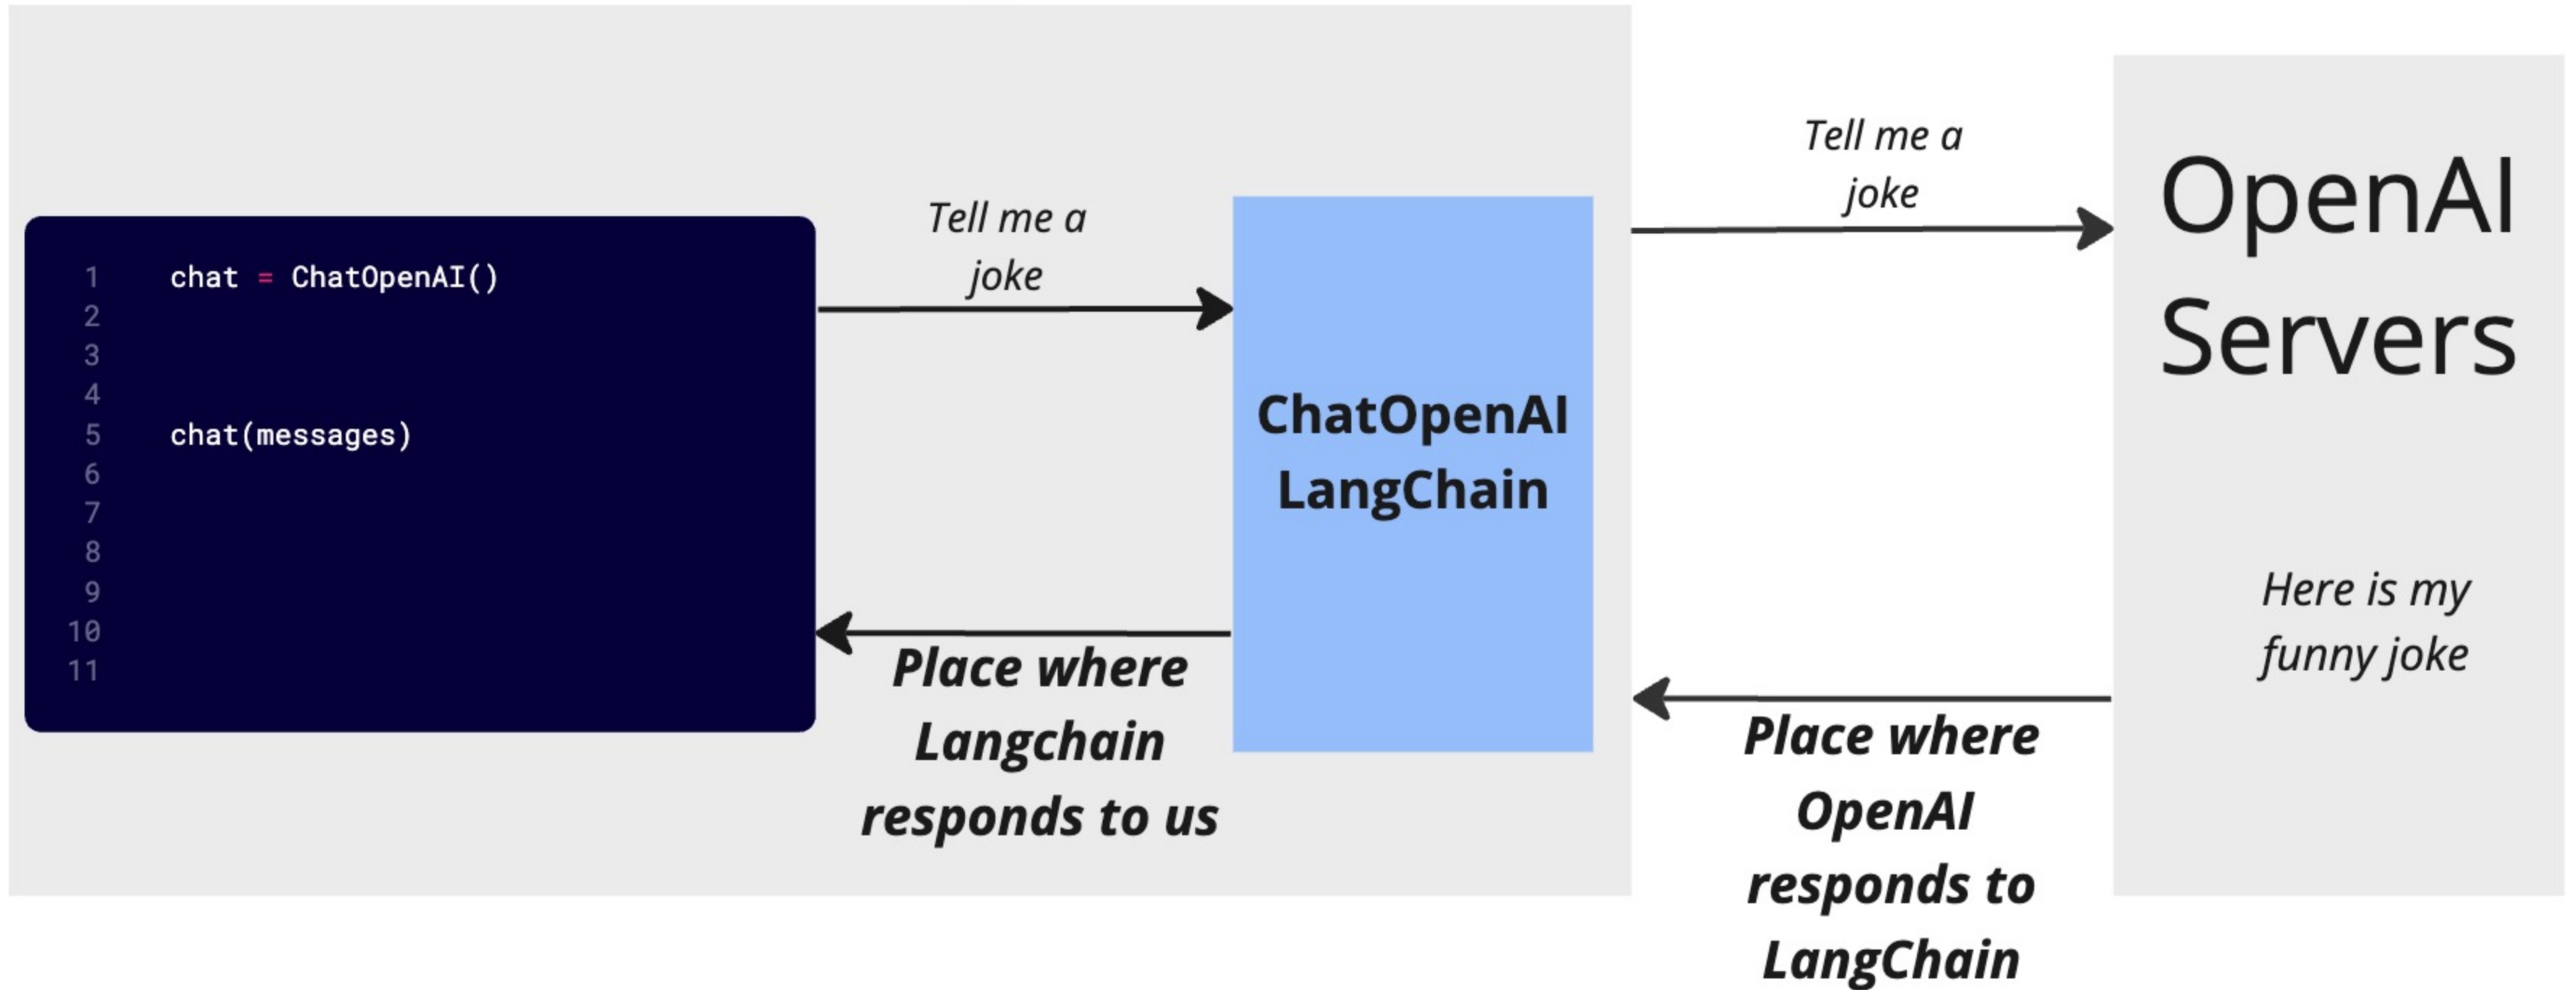 1 chat = ChatOpenAI()
2
3
4
5 chat(messages)
6
7
8
9
10
11
Tell me a
joke
ChatOpenAI
LangChain
Place where
Langchain
responds to us
Tell me a
joke
OpenAI
Servers
Here is my
funny joke
Place where
OpenAI
responds to
LangChain